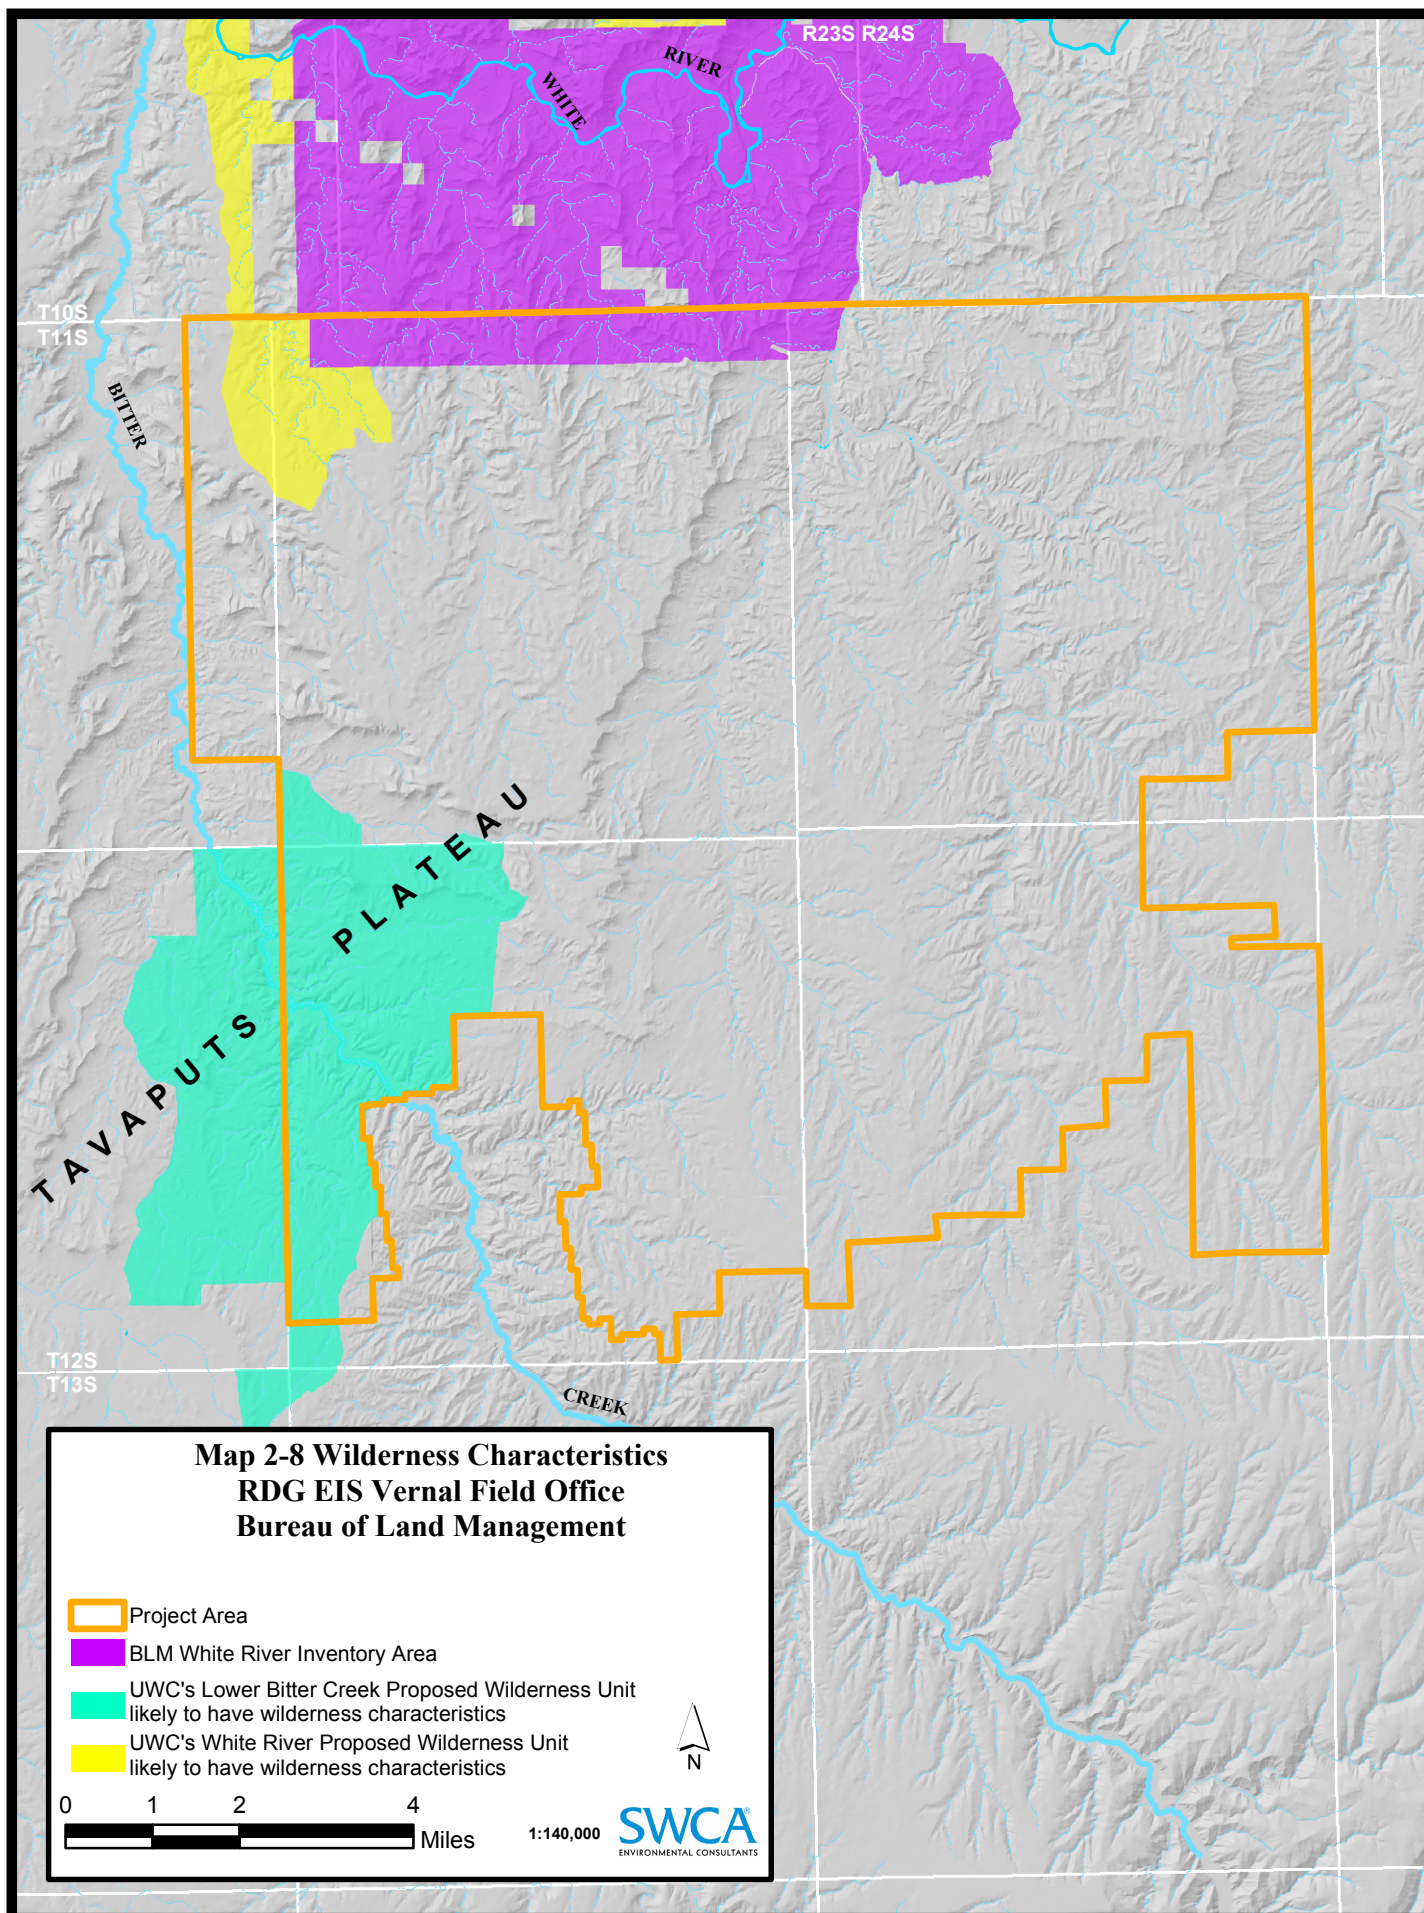 R23S R24S
RIVER
WHITE
T10S
T11S
BITTER
PLATEAU
TAVAPUTS
T12S
T13S
CREEK
Map 2-8 Wilderness Characteristics
RDG EIS Vernal Field Office
Bureau of Land Management
Project Area
BLM White River Inventory Area
UWC's Lower Bitter Creek Proposed Wilderness Unit
likely to have wilderness characteristics
UWC's White River Proposed Wilderness Unit
likely to have wilderness characteristics
N
0 1 2 4
Miles
1:140,000
SWCA®
ENVIRONMENTAL CONSULTANTS